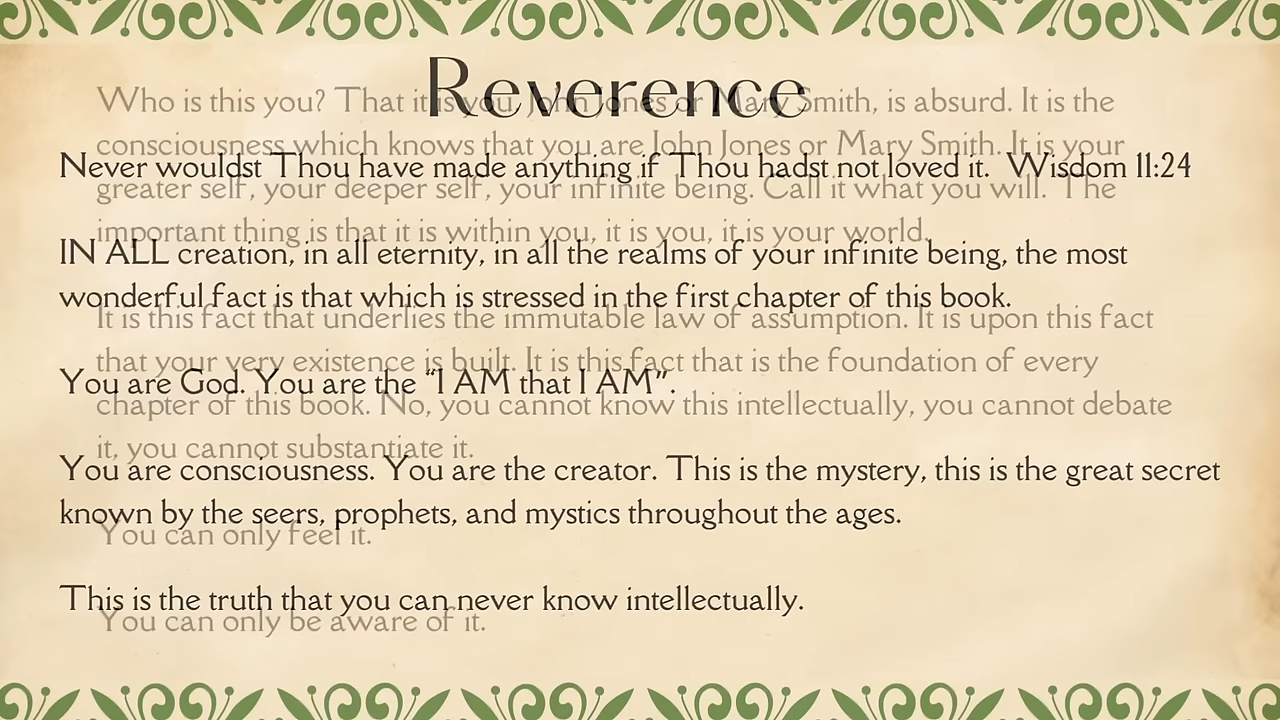 Reverence
Never wouldst Thou have made anything if Thou hadst not loved it. Wisdom 11:24
IN ALL creation, in all eternity, in all the realms of your infinite being, the most
wonderful fact is that which is stressed in the first chapter of this book.
You are God. You are the “I AM that I AM”.
You are consciousness. You are the creator. This is the mystery, this is the great secret
known by the seers, prophets, and mystics throughout the ages.
This is the truth that you can never know intellectually.
Who is this you? That it is you, John Jones or Mary Smith, is absurd. It is the
consciousness which knows that you are John Jones or Mary Smith. It is your
greater self, your deeper self, your infinite being. Call it what you will. The
important thing is that it is within you, it is you, it is your world.
It is this fact that underlies the immutable law of assumption. It is upon this fact
that your very existence is built. It is this fact that is the foundation of every
chapter of this book. No, you cannot know this intellectually, you cannot debate
it, you cannot substantiate it.
You can only feel it.
You can only be aware of it.